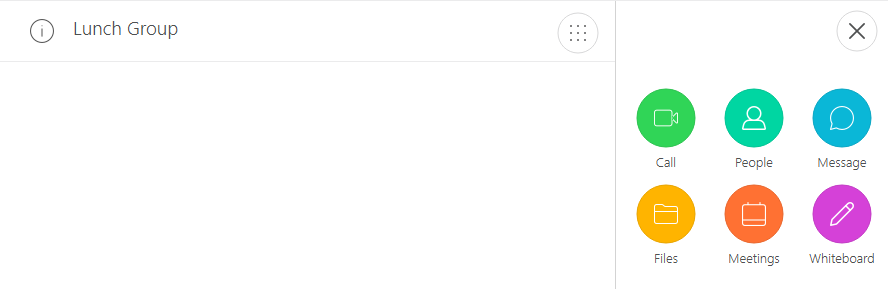 Lunch Group
Call People Message
Files Meetings Whiteboard